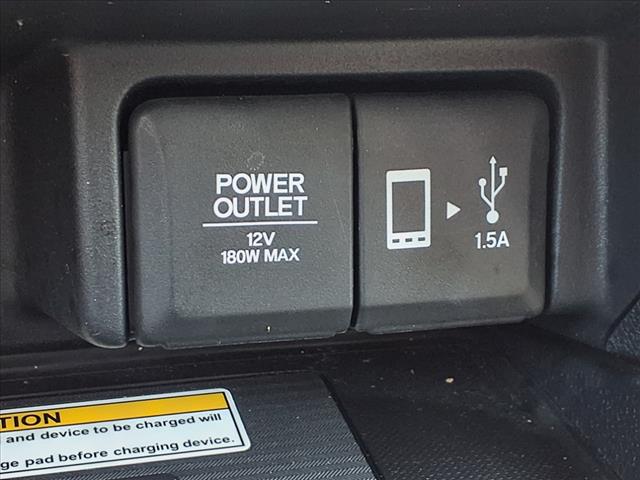 POWER
OUTLET
12V
180W MAX
1.5A
TION
and device to be charged will
ge pad before charging device.